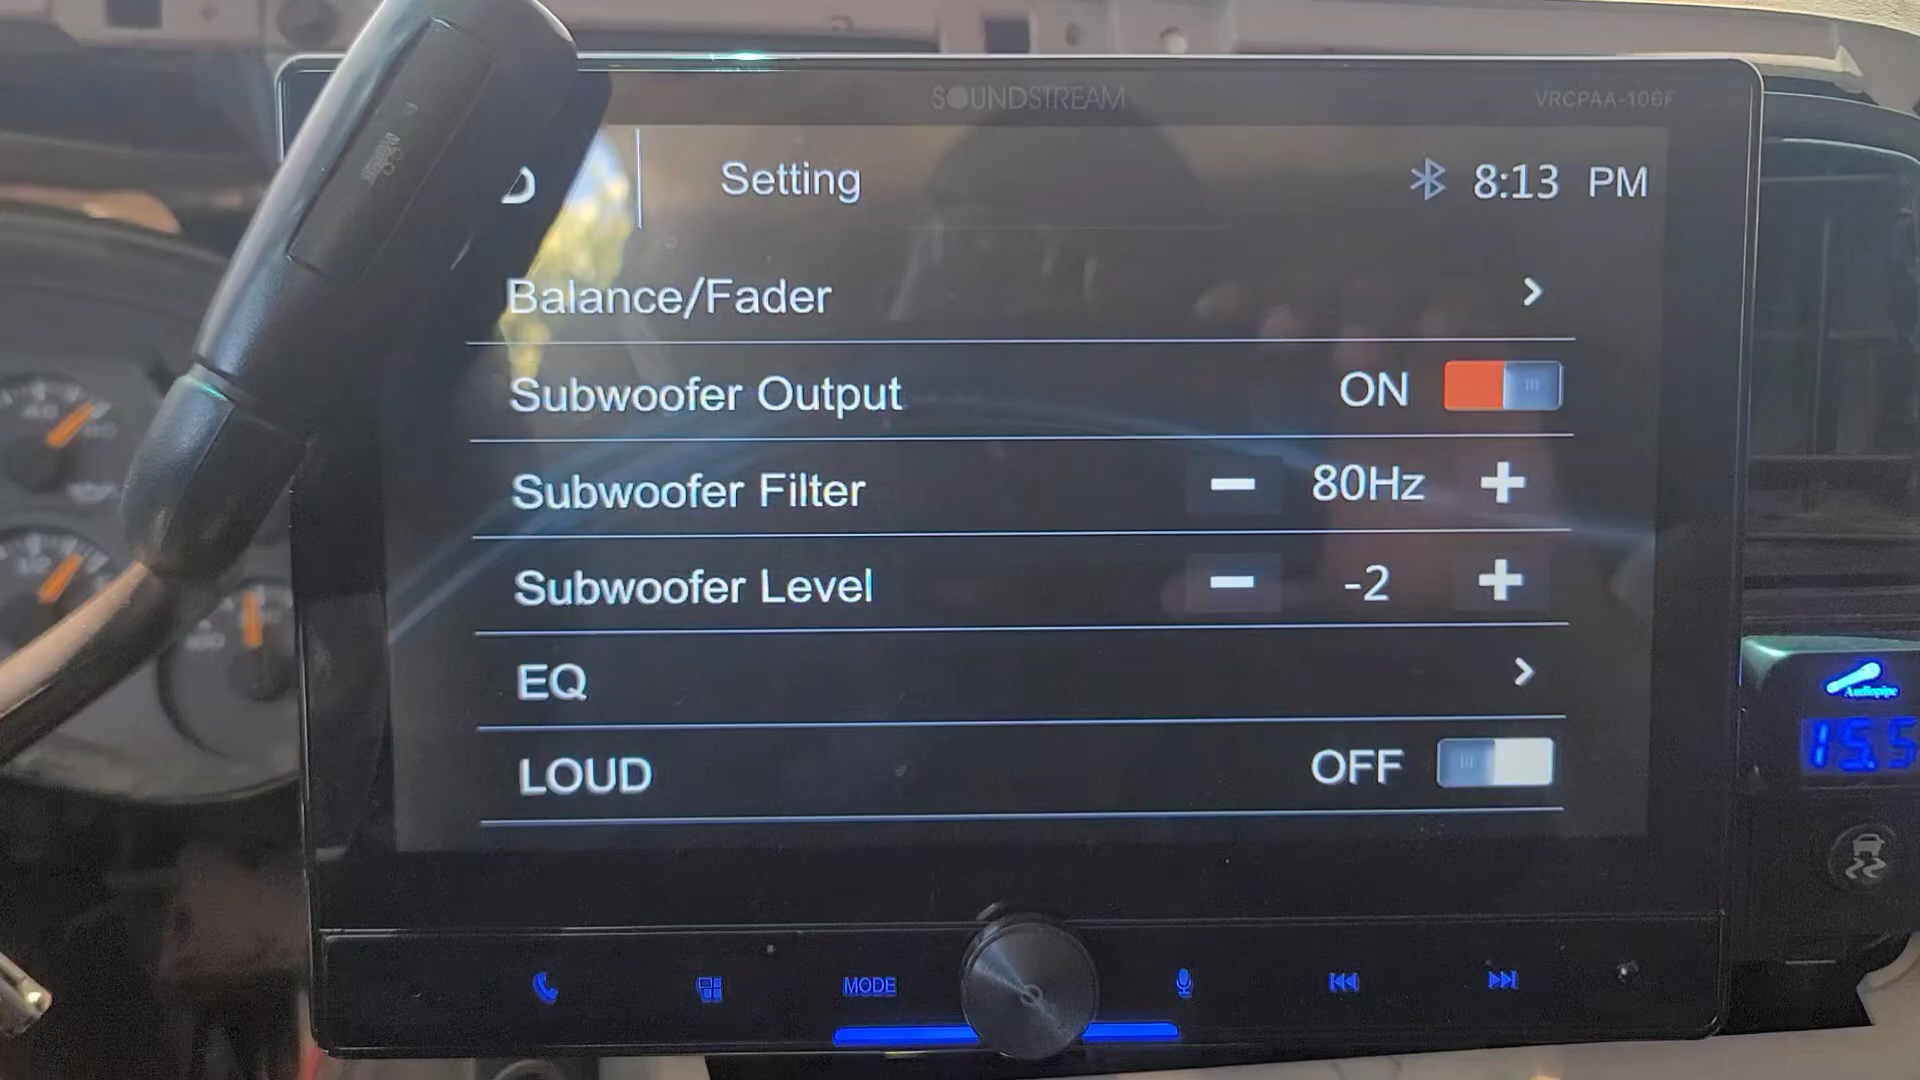 SOUNDSTREAM
VRCPAA-106F
Setting
8:13 PM
Balance/Fader
Subwoofer Output ON
Subwoofer Filter 80Hz
Subwoofer Level -2
EQ
LOUD OFF
Audiopipe
15.5
MODE